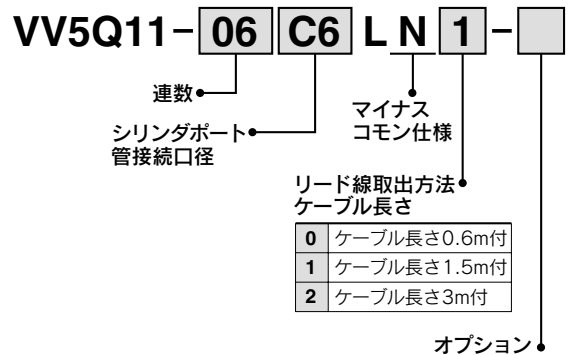 VV5Q11-06 C6 L N 1-
連数
シリンダポート
管接続口径
マイナス
コモン仕様
リード線取出方法
ケーブル長さ
0 ケーブル長さ0.6m付
1 ケーブル長さ1.5m付
2 ケーブル長さ3m付
オプション